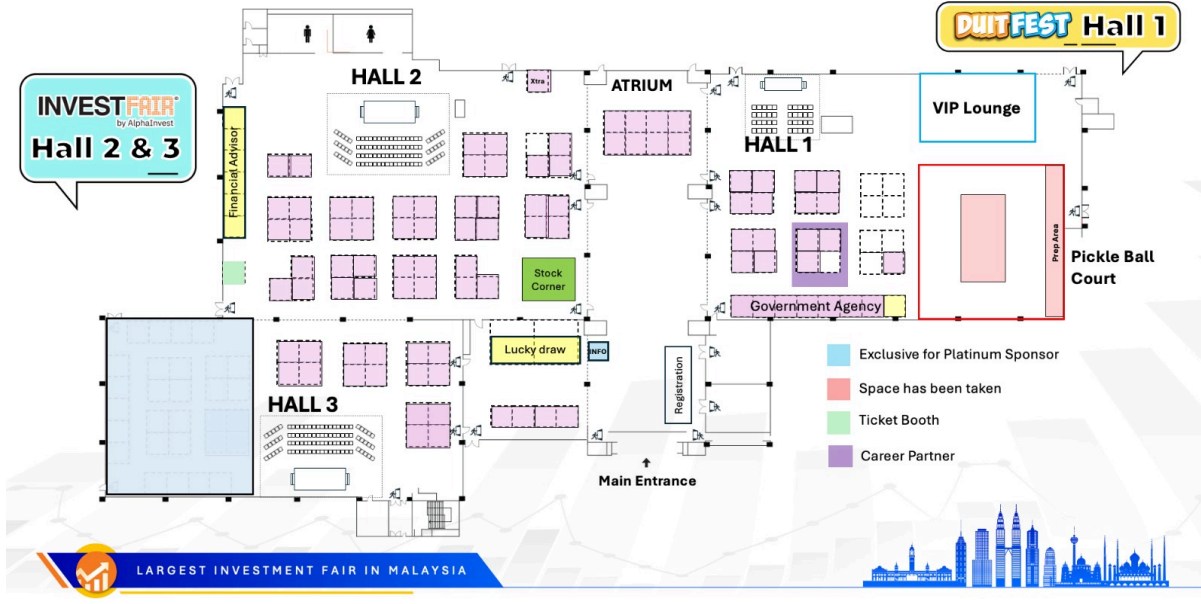 DUITFEST Hall 1
INVESTFAIR®
by AlphaInvest
Hall 2 & 3
HALL 2
Xtra
ATRIUM
HALL 1
VIP Lounge
Financial Advisor
Stock
Corner
Prep Area
Pickle Ball
Court
Government Agency
Lucky draw
INFO
Registration
HALL 3
Main Entrance
Exclusive for Platinum Sponsor
Space has been taken
Ticket Booth
Career Partner
LARGEST INVESTMENT FAIR IN MALAYSIA